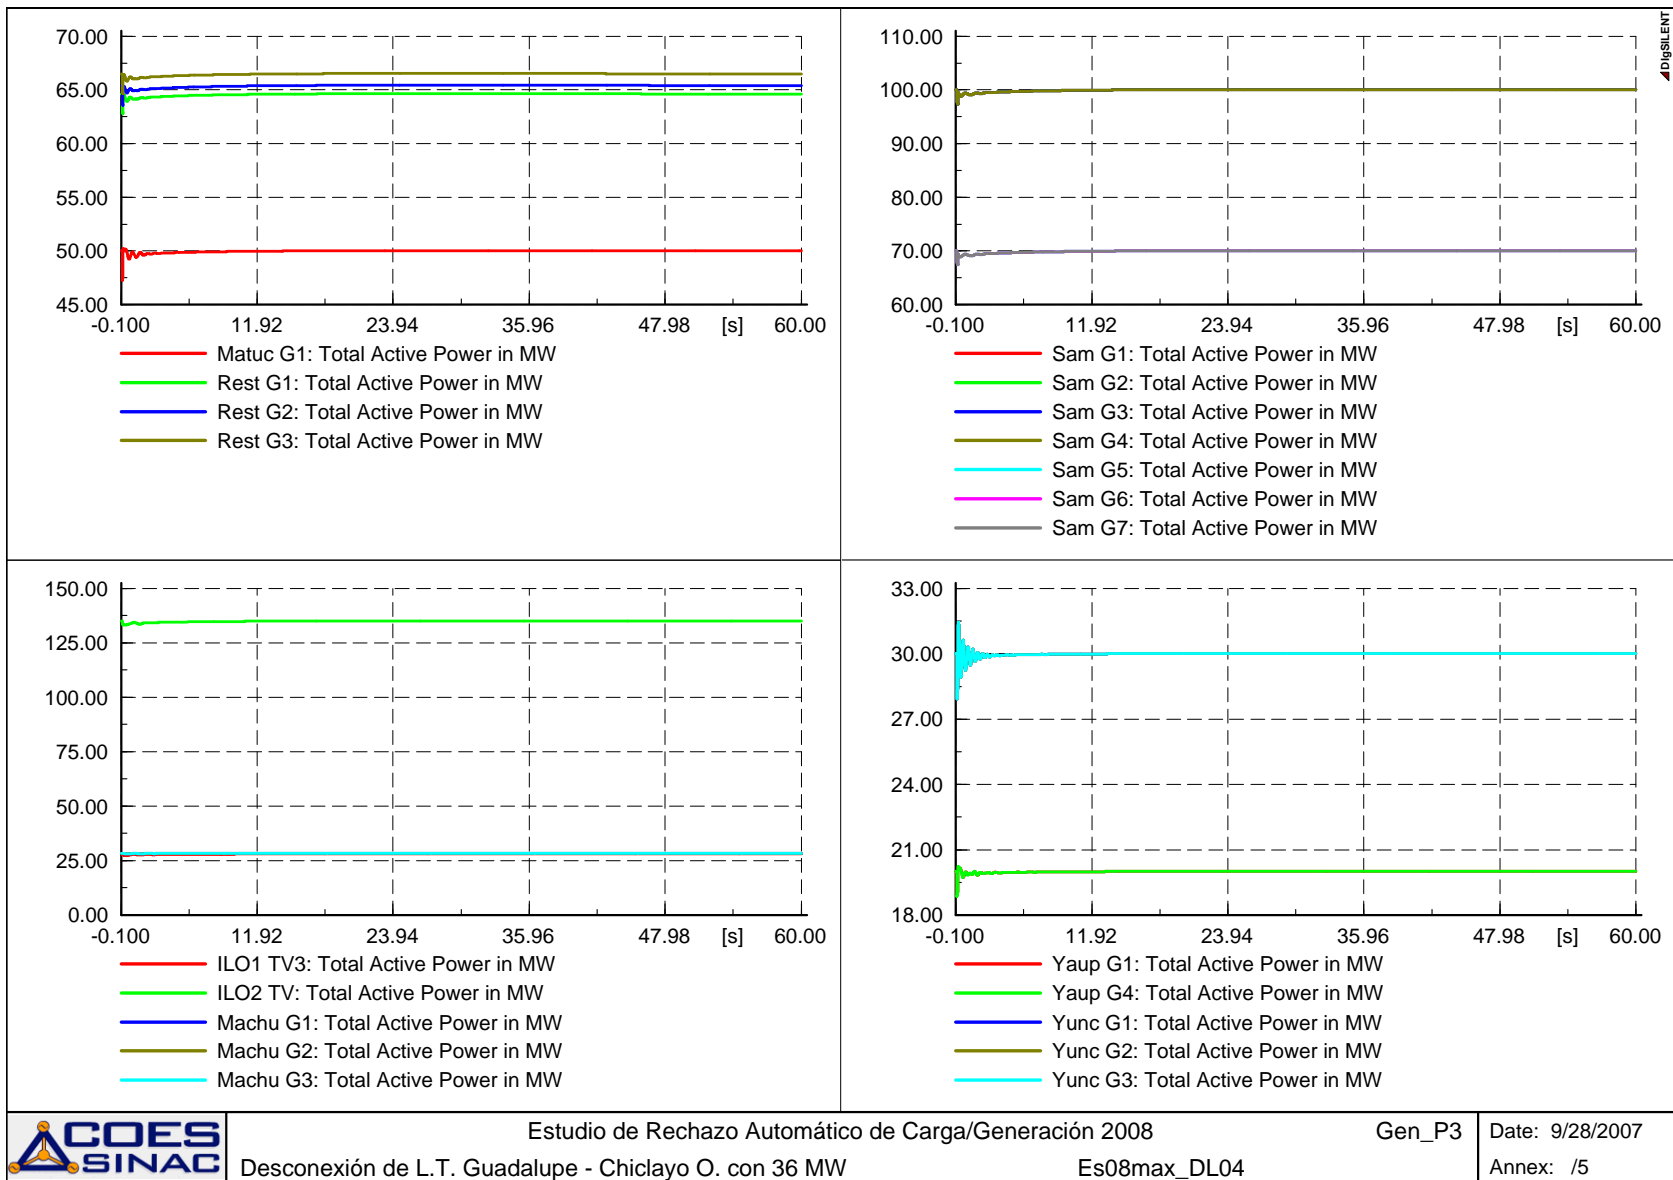 DIgSILENT
70.00
65.00
60.00
55.00
50.00
45.00
-0.100 11.92 23.94 35.96 47.98 [s] 60.00
Matuc G1: Total Active Power in MW
Rest G1: Total Active Power in MW
Rest G2: Total Active Power in MW
Rest G3: Total Active Power in MW
110.00
100.00
90.00
80.00
70.00
60.00
-0.100 11.92 23.94 35.96 47.98 [s] 60.00
Sam G1: Total Active Power in MW
Sam G2: Total Active Power in MW
Sam G3: Total Active Power in MW
Sam G4: Total Active Power in MW
Sam G5: Total Active Power in MW
Sam G6: Total Active Power in MW
Sam G7: Total Active Power in MW
150.00
125.00
100.00
75.00
50.00
25.00
0.00
-0.100 11.92 23.94 35.96 47.98 [s] 60.00
ILO1 TV3: Total Active Power in MW
ILO2 TV: Total Active Power in MW
Machu G1: Total Active Power in MW
Machu G2: Total Active Power in MW
Machu G3: Total Active Power in MW
33.00
30.00
27.00
24.00
21.00
18.00
-0.100 11.92 23.94 35.96 47.98 [s] 60.00
Yaup G1: Total Active Power in MW
Yaup G4: Total Active Power in MW
Yunc G1: Total Active Power in MW
Yunc G2: Total Active Power in MW
Yunc G3: Total Active Power in MW
COES
SINAC
Estudio de Rechazo Automático de Carga/Generación 2008 Gen_P3
Desconexión de L.T. Guadalupe - Chiclayo O. con 36 MW Es08max_DL04
Date: 9/28/2007
Annex: /5